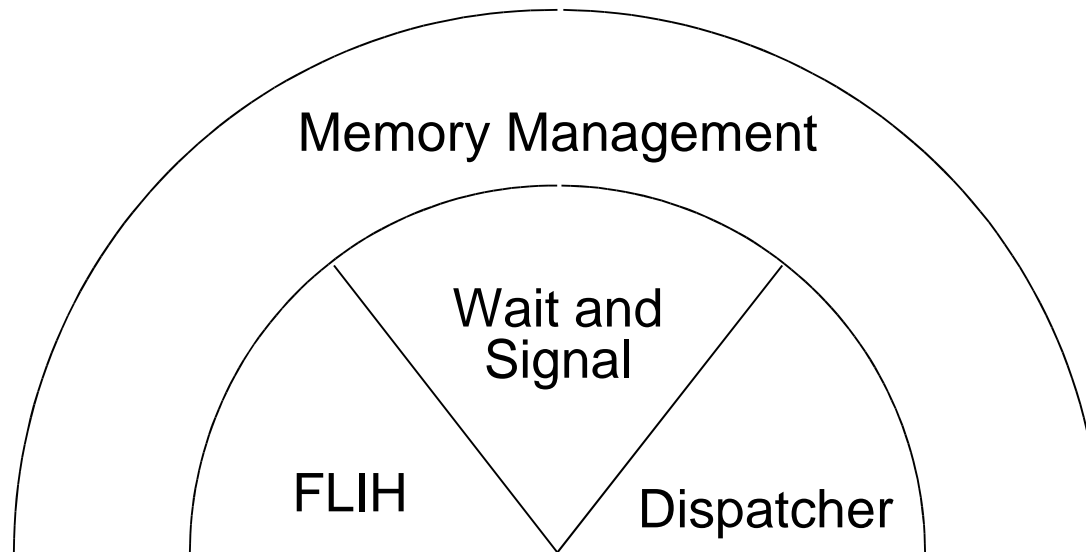 Memory Management
Wait and
Signal
FLIH
Dispatcher